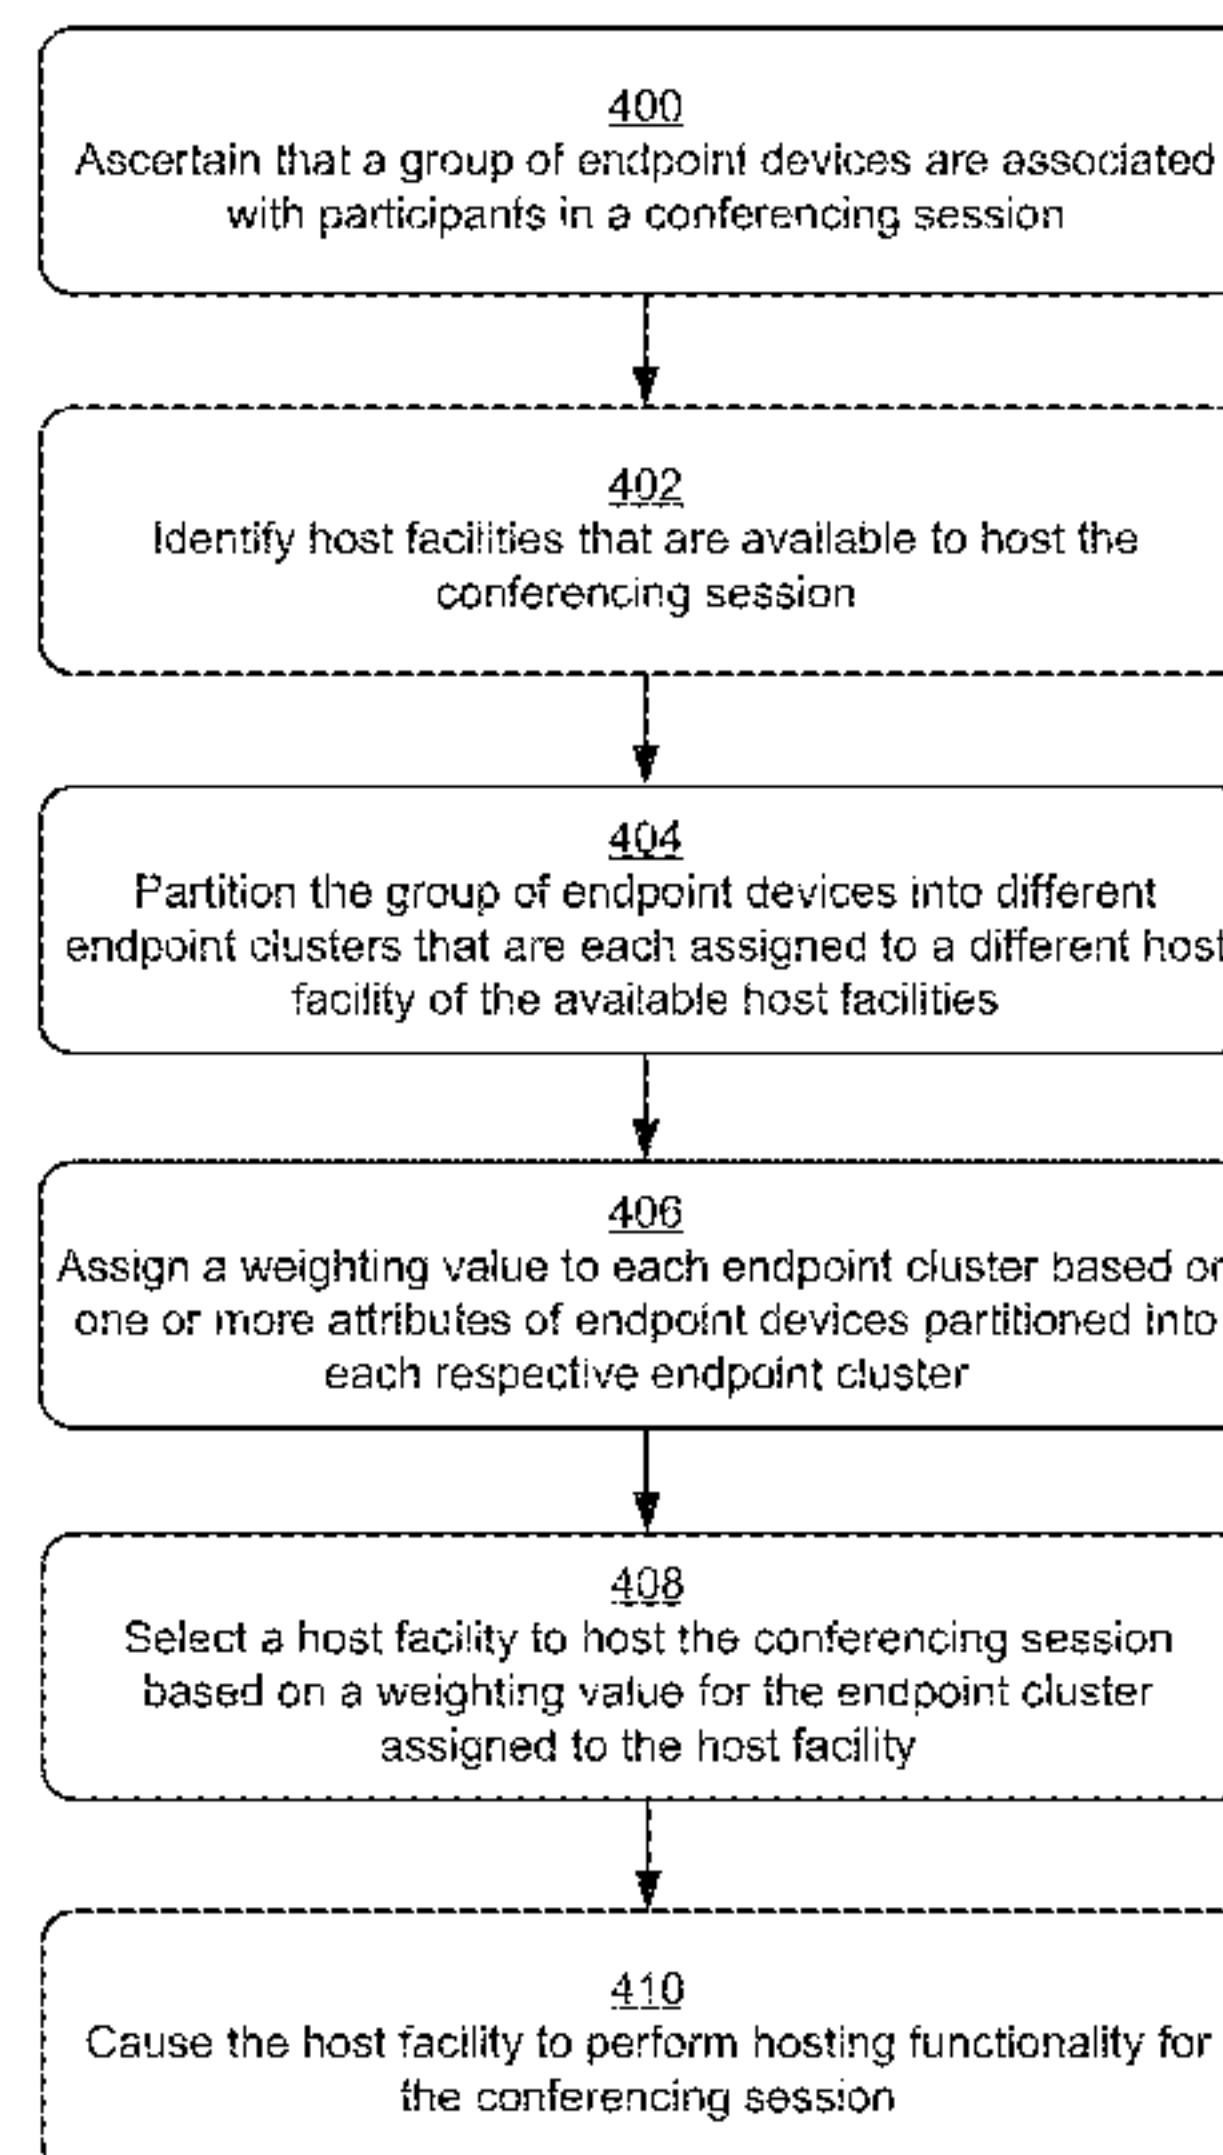 400
Ascertain that a group of endpoint devices are associated
with participants in a conferencing session
402
Identify host facilities that are available to host the
conferencing session
404
Partition the group of endpoint devices into different
endpoint clusters that are each assigned to a different host
facility of the available host facilities
406
Assign a weighting value to each endpoint cluster based on
one or more attributes of endpoint devices partitioned into
each respective endpoint cluster
408
Select a host facility to host the conferencing session
based on a weighting value for the endpoint cluster
assigned to the host facility
410
Cause the host facility to perform hosting functionality for
the conferencing session